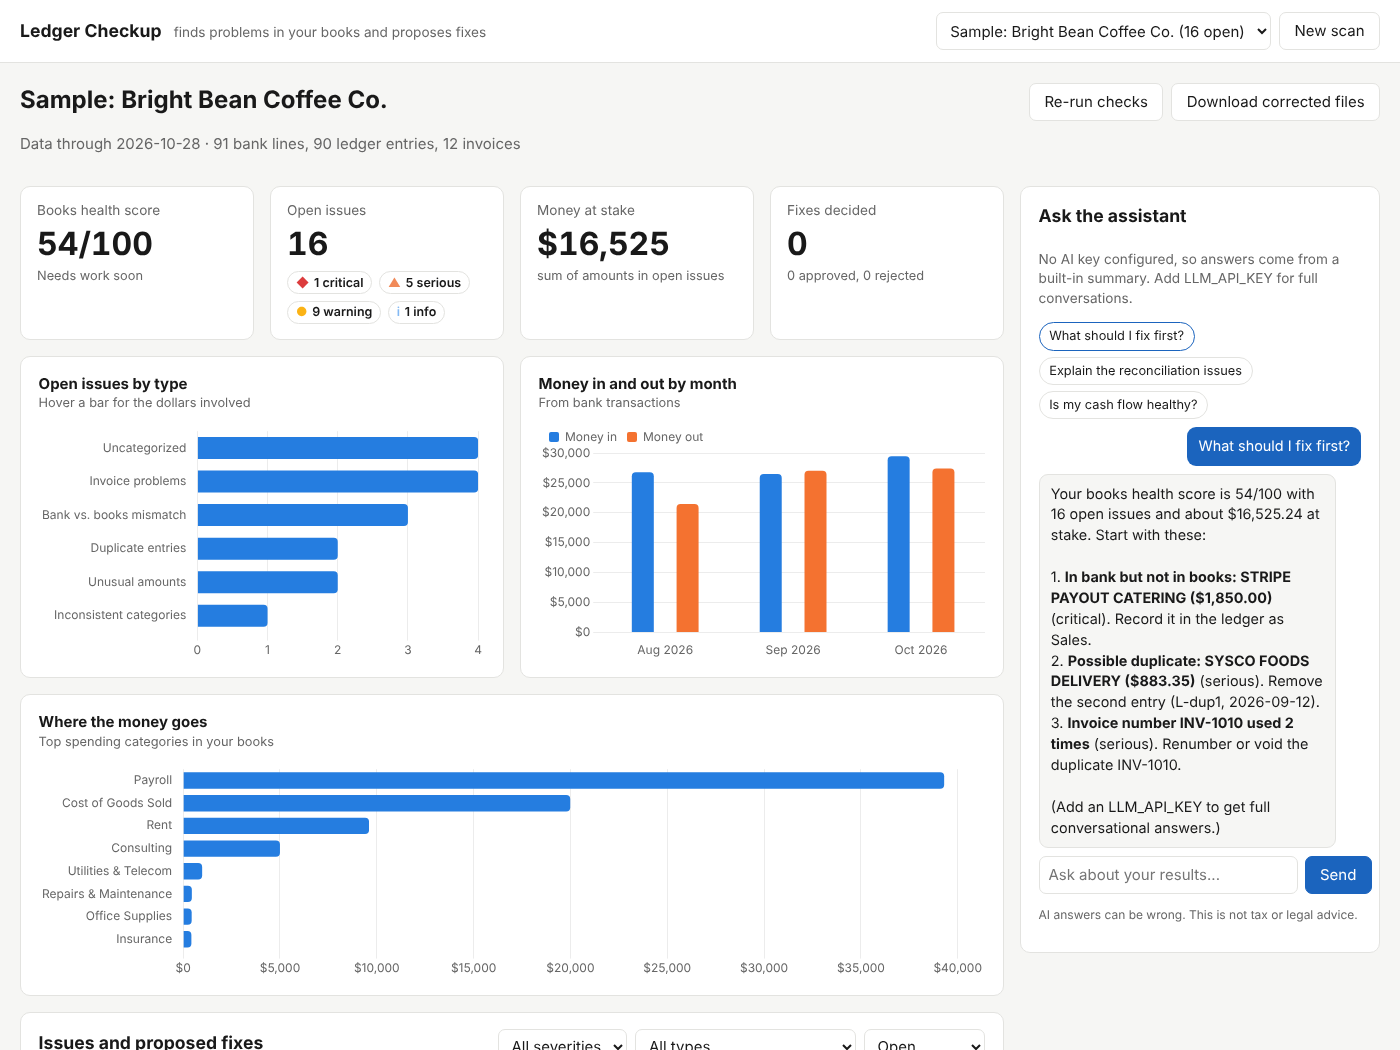 Ledger Checkup finds problems in your books and proposes fixes
Sample: Bright Bean Coffee Co. (16 open)
New scan
Sample: Bright Bean Coffee Co.
Re-run checks
Download corrected files
Data through 2026-10-28 · 91 bank lines, 90 ledger entries, 12 invoices
Books health score
54/100
Needs work soon
Open issues
16
1 critical
5 serious
9 warning
i 1 info
Money at stake
$16,525
sum of amounts in open issues
Fixes decided
0
0 approved, 0 rejected
Open issues by type
Hover a bar for the dollars involved
Uncategorized
Invoice problems
Bank vs. books mismatch
Duplicate entries
Unusual amounts
Inconsistent categories
0 1 2 3 4
Money in and out by month
From bank transactions
Money in Money out
$30,000
$25,000
$20,000
$15,000
$10,000
$5,000
$0
Aug 2026 Sep 2026 Oct 2026
Where the money goes
Top spending categories in your books
Payroll
Cost of Goods Sold
Rent
Consulting
Utilities & Telecom
Repairs & Maintenance
Office Supplies
Insurance
$0 $5,000 $10,000 $15,000 $20,000 $25,000 $30,000 $35,000 $40,000
Issues and proposed fixes
All severities
All types
Open
Ask the assistant
No AI key configured, so answers come from a
built-in summary. Add LLM_API_KEY for full
conversations.
What should I fix first?
Explain the reconciliation issues
Is my cash flow healthy?
What should I fix first?
Your books health score is 54/100 with
16 open issues and about $16,525.24 at
stake. Start with these:
1. In bank but not in books: STRIPE
PAYOUT CATERING ($1,850.00)
(critical). Record it in the ledger as
Sales.
2. Possible duplicate: SYSCO FOODS
DELIVERY ($883.35) (serious). Remove
the second entry (L-dup1, 2026-09-12).
3. Invoice number INV-1010 used 2
times (serious). Renumber or void the
duplicate INV-1010.
(Add an LLM_API_KEY to get full
conversational answers.)
Ask about your results...
Send
AI answers can be wrong. This is not tax or legal advice.